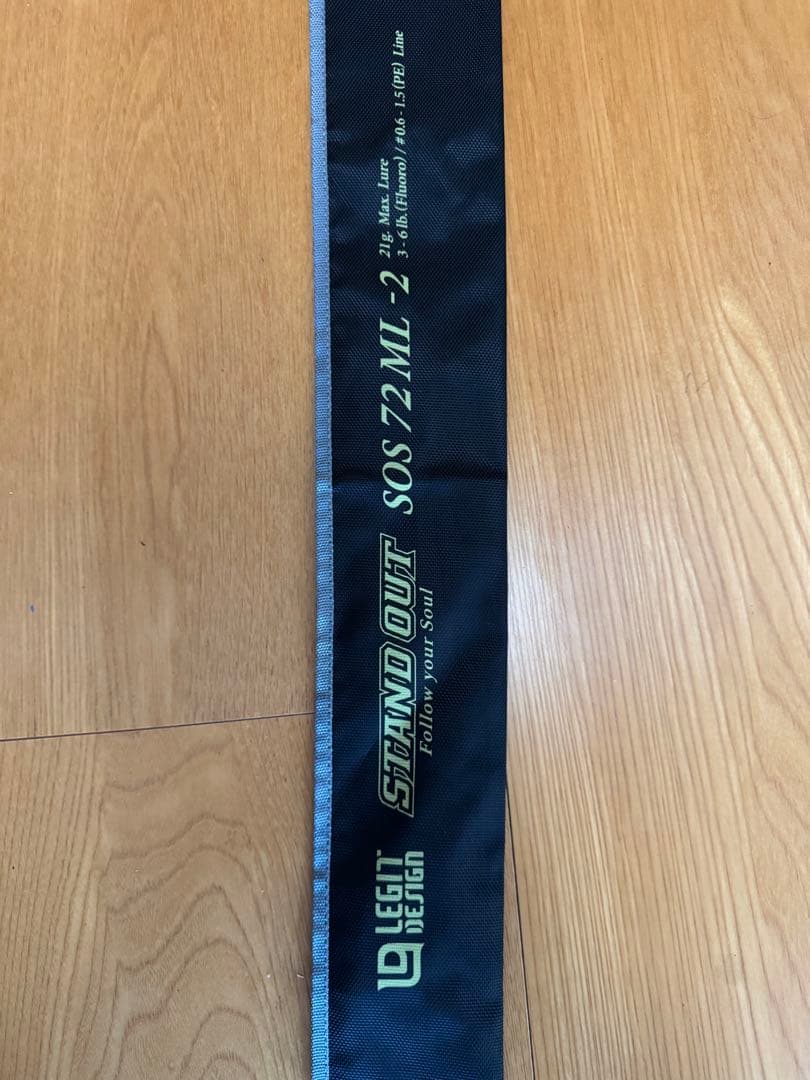 LEGIT
DESIGN
STAND OUT
Follow your Soul
SOS 72 ML -2
21g. Max. Lure
3 - 6 lb. (Fluoro) / #0.6 - 1.5 (PE) Line